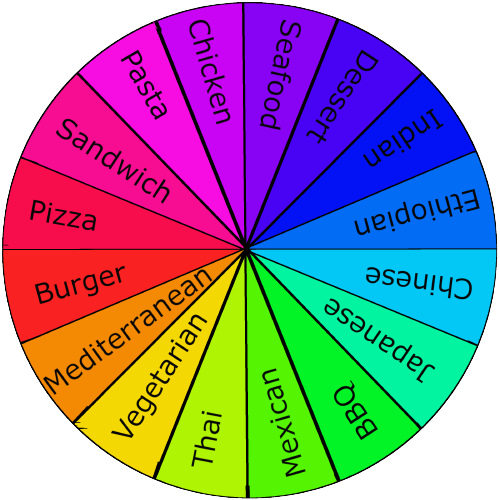 Seafood
Dessert
Indian
Ethiopian
Chinese
Japanese
BBQ
Mexican
Thai
Vegetarian
Mediterranean
Burger
Pizza
Sandwich
Pasta
Chicken